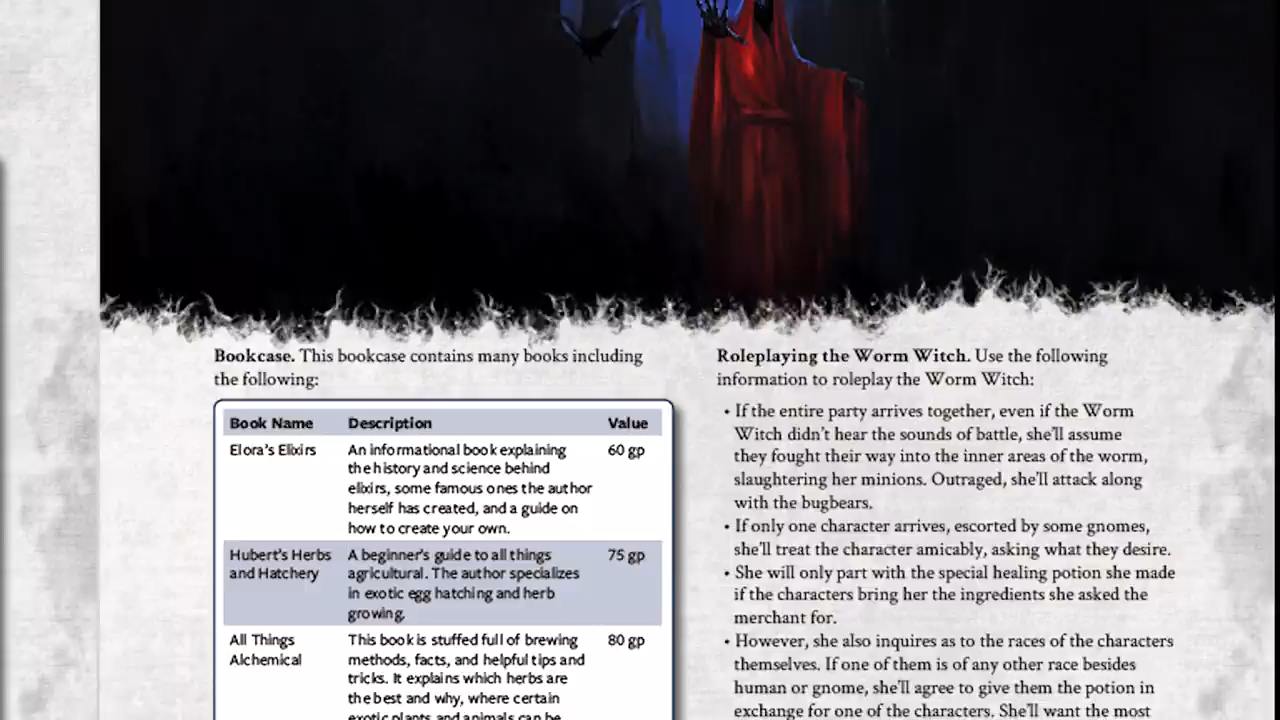 Bookcase. This bookcase contains many books including
the following:
Book Name Description Value
Elora's Elixirs An informational book explaining 60 gp
the history and science behind
elixirs, some famous ones the author
herself has created, and a guide on
how to create your own.
Hubert's Herbs A beginner's guide to all things 75 gp
and Hatchery agricultural. The author specializes
in exotic egg hatching and herb
growing.
All Things This book is stuffed full of brewing 80 gp
Alchemical methods, facts, and helpful tips and
tricks. It explains which herbs are
the best and why, where certain
exotic plants and animals can be
Roleplaying the Worm Witch. Use the following
information to roleplay the Worm Witch:
• If the entire party arrives together, even if the Worm
Witch didn't hear the sounds of battle, she'll assume
they fought their way into the inner areas of the worm,
slaughtering her minions. Outraged, she'll attack along
with the bugbears.
• If only one character arrives, escorted by some gnomes,
she'll treat the character amicably, asking what they desire.
• She will only part with the special healing potion she made
if the characters bring her the ingredients she asked the
merchant for.
• However, she also inquires as to the races of the characters
themselves. If one of them is of any other race besides
human or gnome, she'll agree to give them the potion in
exchange for one of the characters. She'll want the most